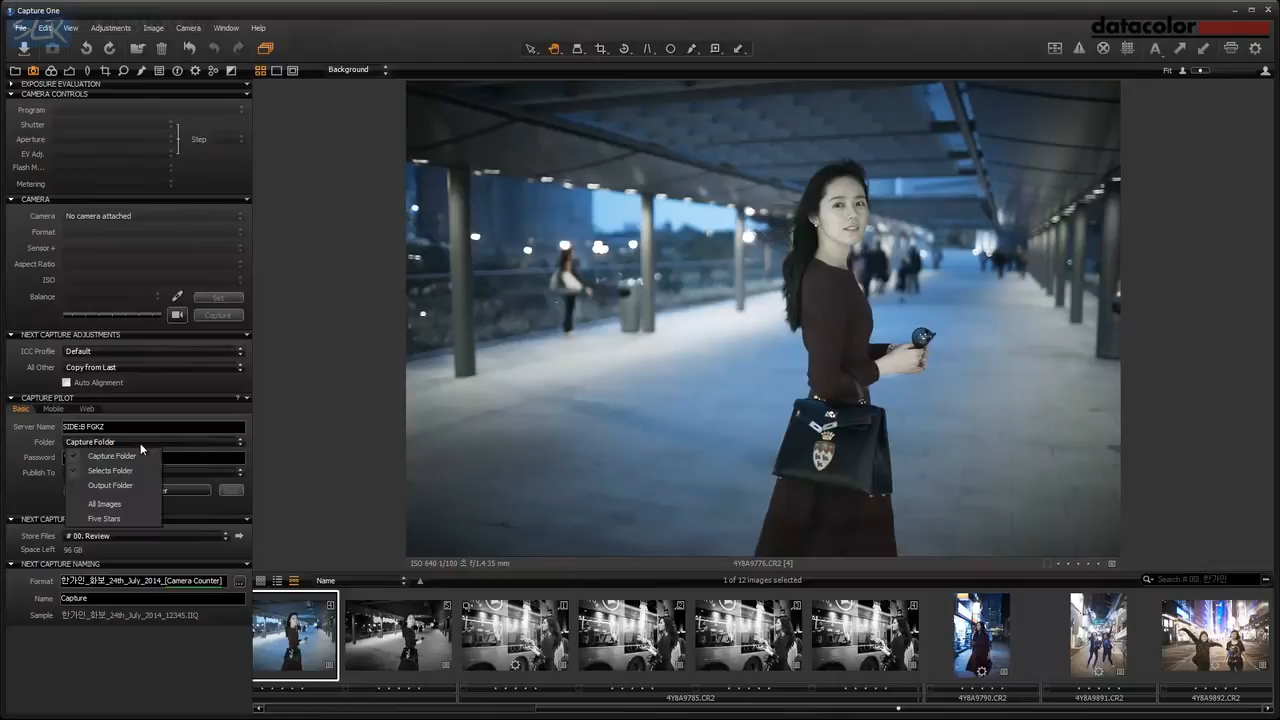 Capture One
File Edit View Adjustments Image Camera Window Help
SLR
datacolor
Background
Fit
EXPOSURE EVALUATION
CAMERA CONTROLS
Program
Shutter
Aperture
Step
EV Adj.
Flash M...
Metering
CAMERA
Camera No camera attached
Format
Sensor+
Aspect Ratio
ISO
Balance
Set
Capture
NEXT CAPTURE ADJUSTMENTS
ICC Profile Default
All Other Copy from Last
Auto Alignment
CAPTURE PILOT ?
Basic Mobile Web
Server Name SIDE:B FGKZ
Folder Capture Folder
Password
Publish To
Capture Folder
Selects Folder
Output Folder
All Images
Five Stars
NEXT CAPTU
Store Files # 00. Review
Space Left 96 GB
NEXT CAPTURE NAMING
Format 한가인_화보_24th_July_2014_[Camera Counter] ...
Name Capture
Sample 한가인_화보_24th_July_2014_12345.IIQ
ISO 640 1/100 초 f/1.4 35 mm
4Y8A9776.CR2 [4]
Name
1 of 12 images selected
Search # 00. 한가인
4Y8A9785.CR2
4Y8A9790.CR2
4Y8A9891.CR2
4Y8A9892.CR2